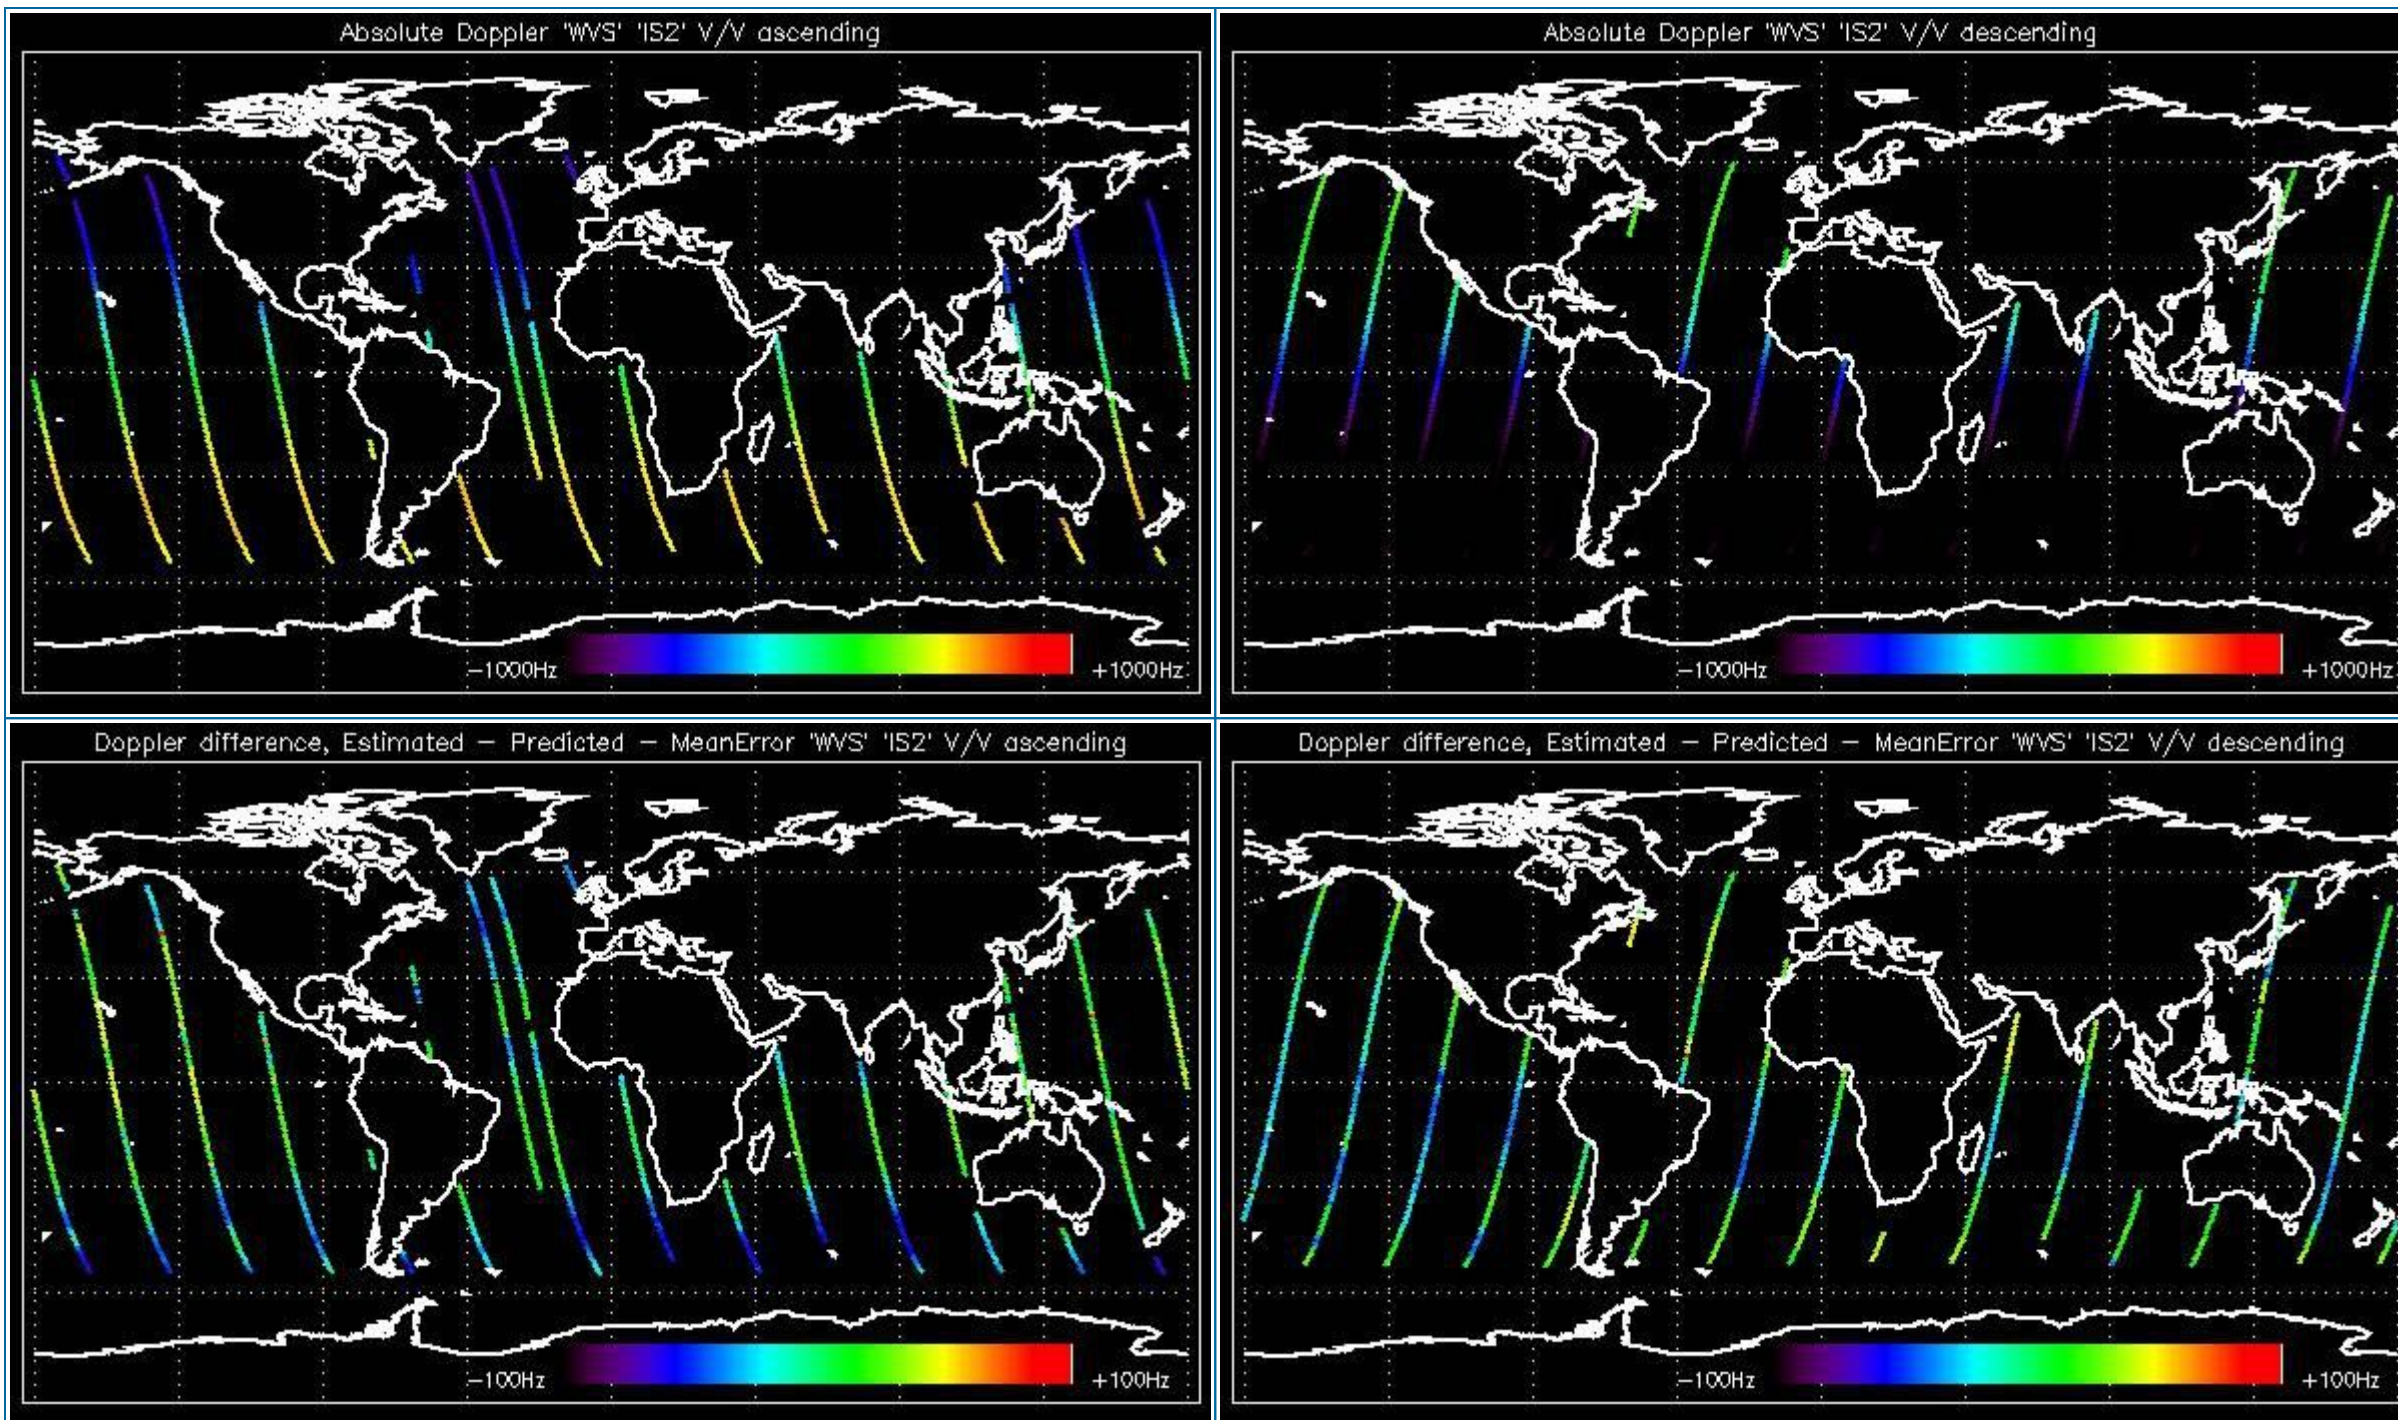 Absolute Doppler 'WVS' 'IS2' V/V ascending
-1000Hz
+1000Hz
Absolute Doppler 'WVS' 'IS2' V/V descending
-1000Hz
+1000Hz
Doppler difference, Estimated - Predicted - MeanError 'WVS' 'IS2' V/V ascending
-100Hz
+100Hz
Doppler difference, Estimated - Predicted - MeanError 'WVS' 'IS2' V/V descending
-100Hz
+100Hz